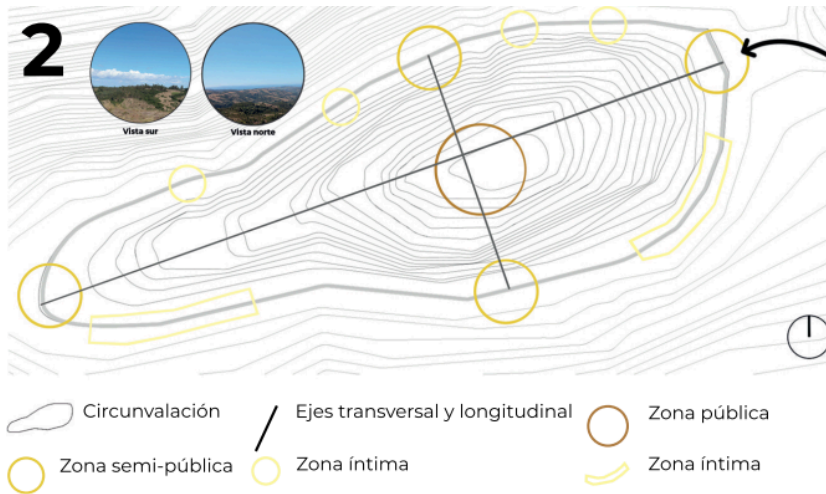 2
Vista sur
Vista norte
Circunvalación
Ejes transversal y longitudinal
Zona pública
Zona semi-pública
Zona íntima
Zona íntima